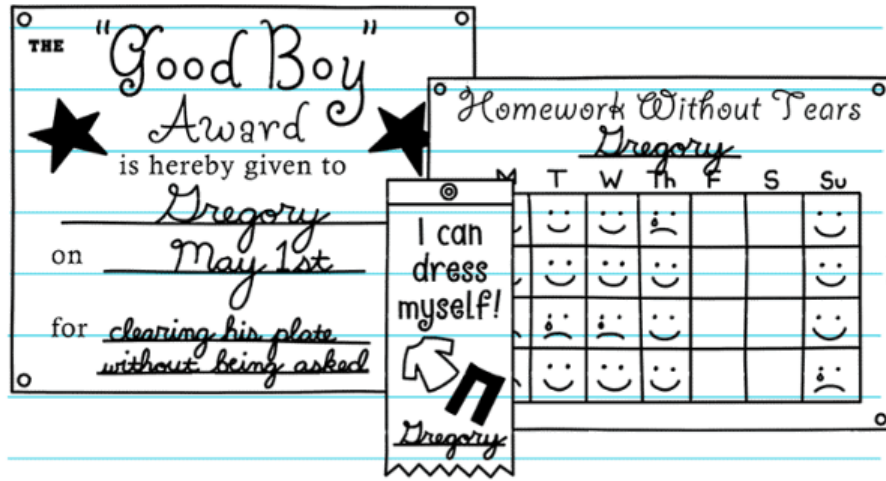 THE "Good Boy"
Award
is hereby given to
Gregory
on May 1st
for clearing his plate
without being asked
Homework Without Tears
Gregory
M T W Th F S Su
I can
dress
myself!
Gregory